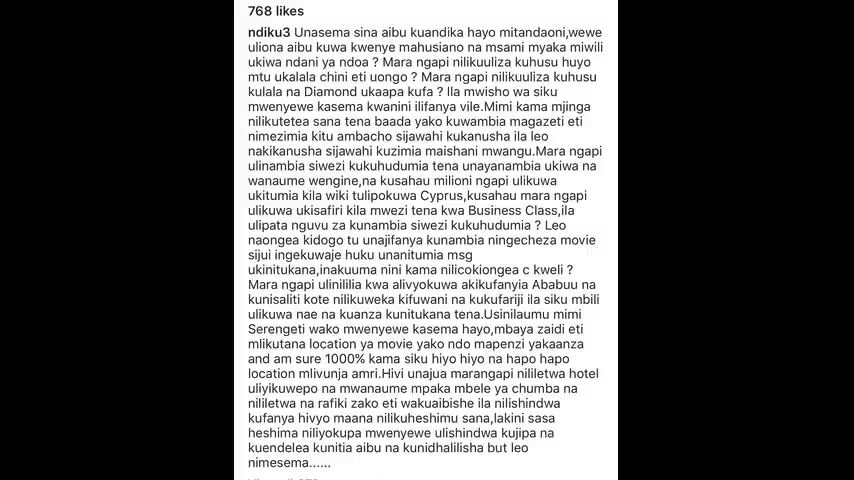 768 likes
ndiku3 Unasema sina aibu kuandika hayo mitandaoni,wewe
uliona aibu kuwa kwenye mahusiano na msami myaka miwili
ukiwa ndani ya ndoa ? Mara ngapi nilikuuliza kuhusu huyo
mtu ukalala chini eti uongo ? Mara ngapi nilikuuliza kuhusu
kulala na Diamond ukaapa kufa ? Ila mwisho wa siku
mwenyewe kasema kwanini ilifanya vile.Mimi kama mjinga
nilikutetea sana tena baada yako kuwambia magazeti eti
nimezimia kitu ambacho sijawahi kukanusha ila leo
nakikanusha sijawahi kuzimia maishani mwangu.Mara ngapi
ulinambia siwezi kukuhudumia tena unayanambia ukiwa na
wanaume wengine,na kusahau milioni ngapi ulikuwa
ukitumia kila wiki tulipokuwa Cyprus,kusahau mara ngapi
ulikuwa ukisafiri kila mwezi tena kwa Business Class,ila
ulipata nguvu za kunambia siwezi kukuhudumia ? Leo
naongea kidogo tu unajifanya kunambia ningecheza movie
sijui ingekuwaje huku unanitumia msg
ukinitukana,inakuuma nini kama nilicokiongea c kweli ?
Mara ngapi ulinililia kwa alivyokuwa akikufanyia Ababuu na
kunisaliti kote nilikuweka kifuwani na kukufariji ila siku mbili
ulikuwa nae na kuanza kunitukana tena.Usinilaumu mimi
Serengeti wako mwenyewe kasema hayo,mbaya zaidi eti
mlikutana location ya movie yako ndo mapenzi yakaanza
and am sure 1000% kama siku hiyo hiyo na hapo hapo
location mlivunja amri.Hivi unajua marangapi nililetwa hotel
uliyikuwepo na mwanaume mpaka mbele ya chumba na
nililetwa na rafiki zako eti wakuaibishe ila nilishindwa
kufanya hivyo maana nilikuheshimu sana,lakini sasa
heshima niliyokupa mwenyewe ulishindwa kujipa na
kuendelea kunitia aibu na kunidhalilisha but leo
nimesema......